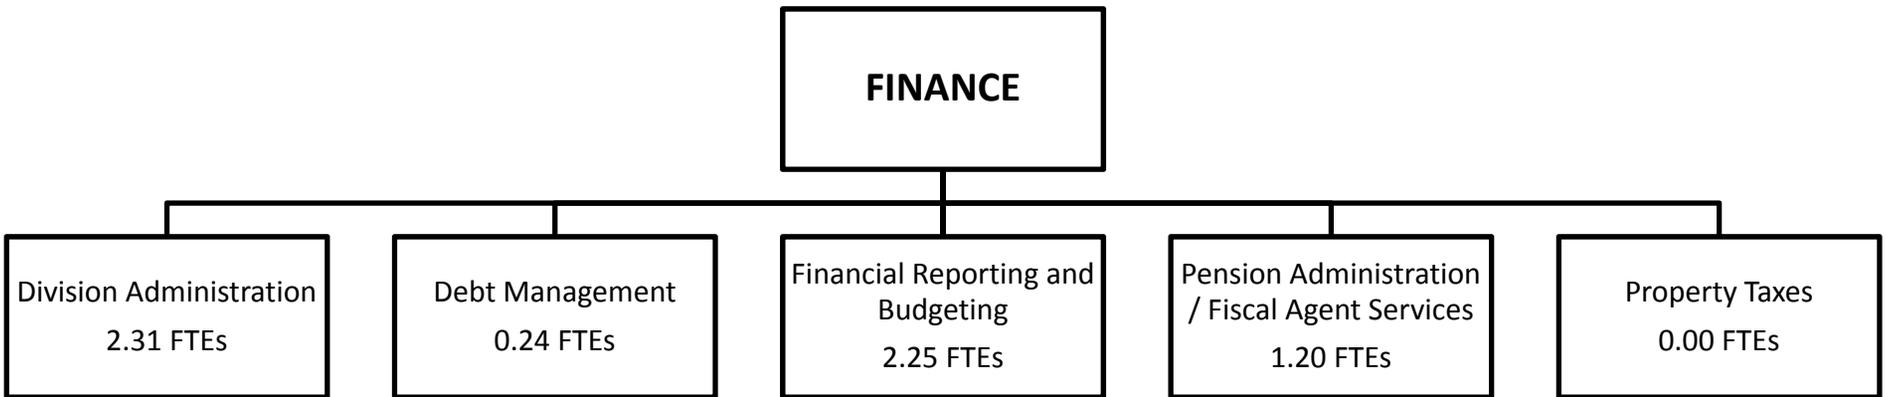 FINANCE
Division Administration
2.31 FTEs
Debt Management
0.24 FTEs
Financial Reporting and
Budgeting
2.25 FTEs
Pension Administration
/ Fiscal Agent Services
1.20 FTEs
Property Taxes
0.00 FTEs